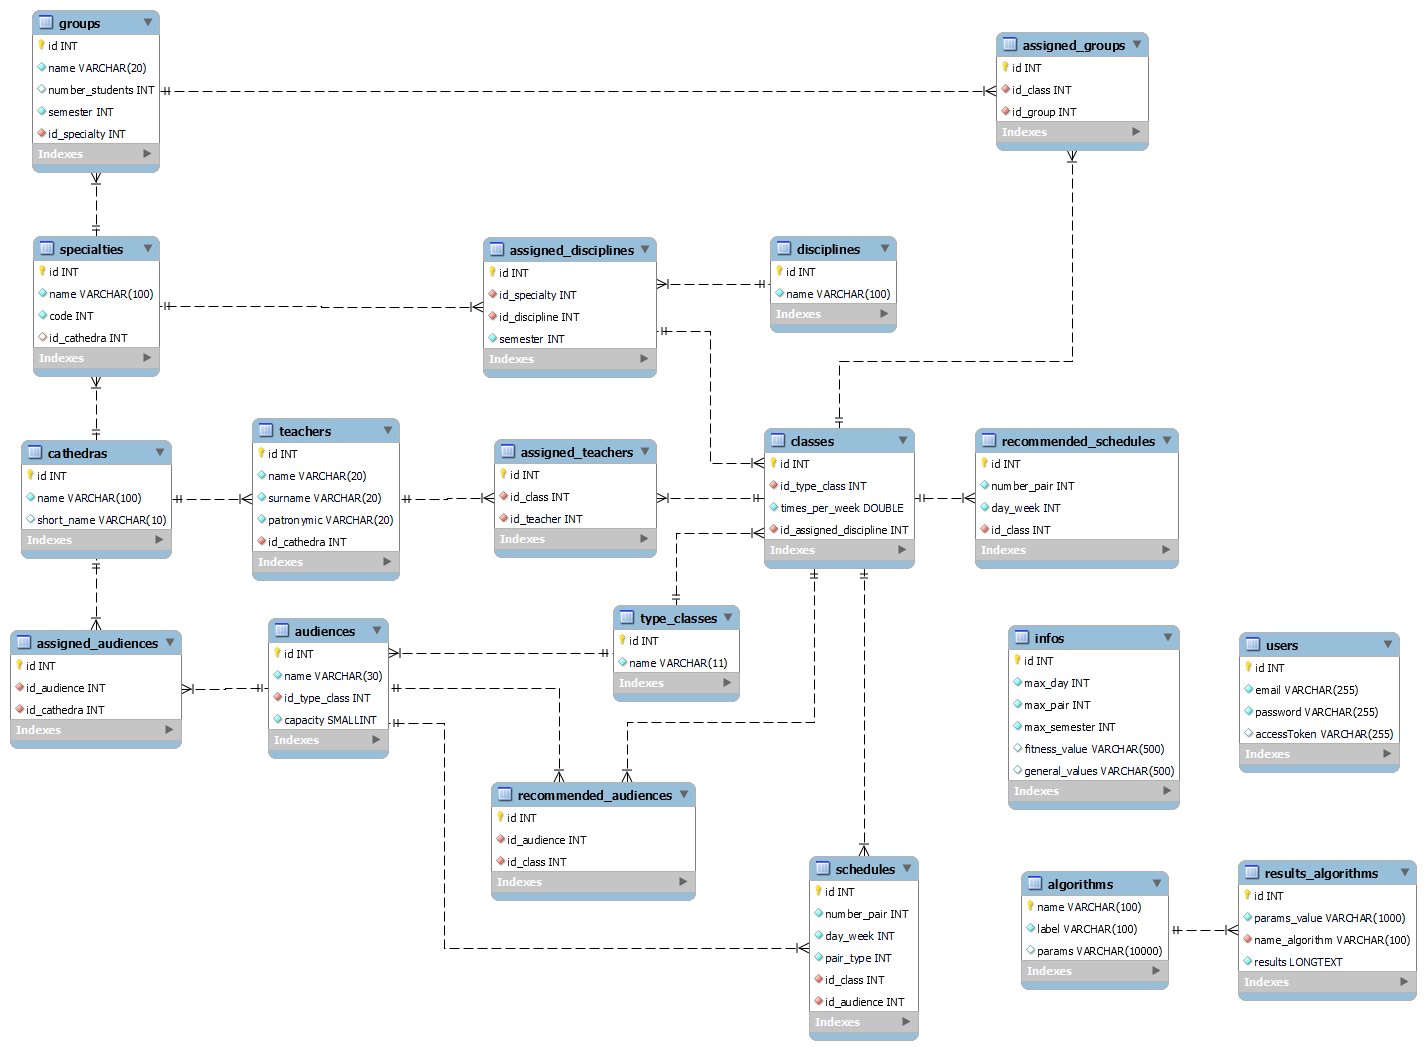 groups
id INT
name VARCHAR(20)
number_students INT
semester INT
id_specialty INT
Indexes
assigned_groups
id INT
id_class INT
id_group INT
Indexes
specialties
id INT
name VARCHAR(100)
code INT
id_cathedra INT
Indexes
assigned_disciplines
id INT
id_specialty INT
id_discipline INT
semester INT
Indexes
disciplines
id INT
name VARCHAR(100)
Indexes
cathedras
id INT
name VARCHAR(100)
short_name VARCHAR(10)
Indexes
teachers
id INT
name VARCHAR(20)
surname VARCHAR(20)
patronymic VARCHAR(20)
id_cathedra INT
Indexes
assigned_teachers
id INT
id_class INT
id_teacher INT
Indexes
classes
id INT
id_type_class INT
times_per_week DOUBLE
id_assigned_discipline INT
Indexes
recommended_schedules
id INT
number_pair INT
day_week INT
id_class INT
Indexes
assigned_audiences
id INT
id_audience INT
id_cathedra INT
Indexes
audiences
id INT
name VARCHAR(30)
id_type_class INT
capacity SMALLINT
Indexes
type_classes
id INT
name VARCHAR(11)
Indexes
infos
id INT
max_day INT
max_pair INT
max_semester INT
fitness_value VARCHAR(500)
general_values VARCHAR(500)
Indexes
users
id INT
email VARCHAR(255)
password VARCHAR(255)
accessToken VARCHAR(255)
Indexes
recommended_audiences
id INT
id_audience INT
id_class INT
Indexes
schedules
id INT
number_pair INT
day_week INT
pair_type INT
id_class INT
id_audience INT
Indexes
algorithms
name VARCHAR(100)
label VARCHAR(100)
params VARCHAR(10000)
Indexes
results_algorithms
id INT
params_value VARCHAR(1000)
name_algorithm VARCHAR(100)
results LONGTEXT
Indexes